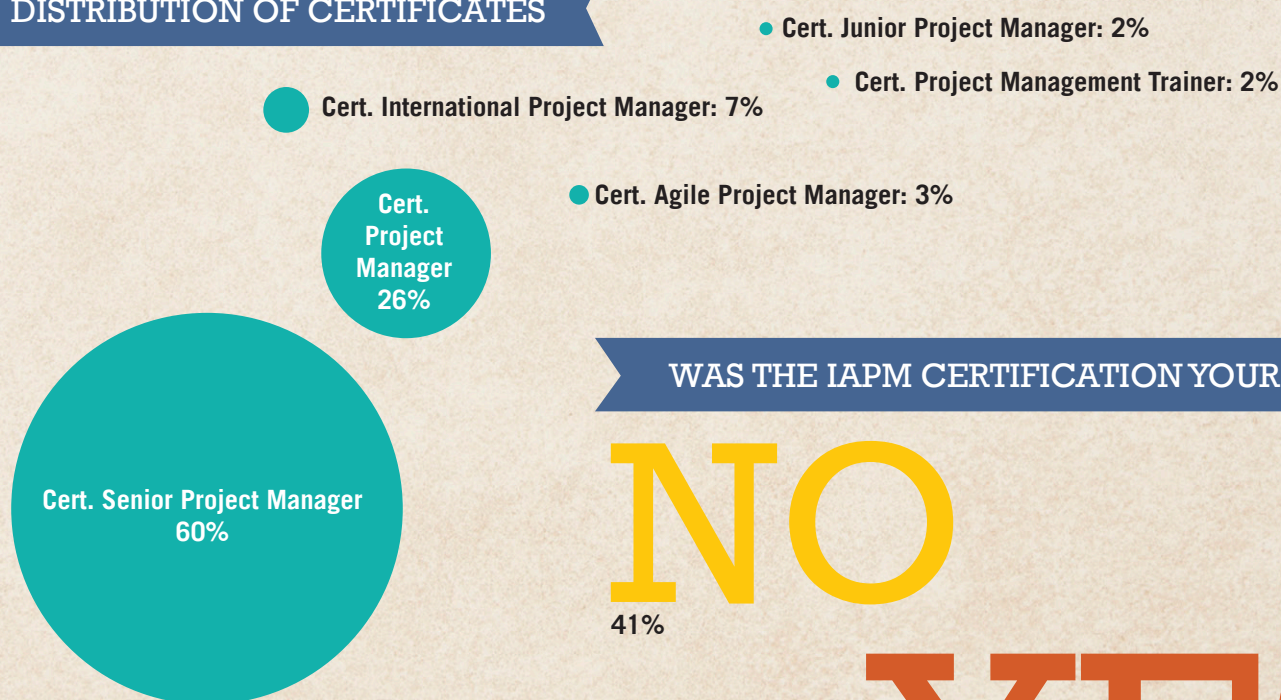 DISTRIBUTION OF CERTIFICATES
Cert. Junior Project Manager: 2%
Cert. Project Management Trainer: 2%
Cert. International Project Manager: 7%
Cert. Agile Project Manager: 3%
Cert.
Project
Manager
26%
Cert. Senior Project Manager
60%
WAS THE IAPM CERTIFICATION YOUR
NO
41%